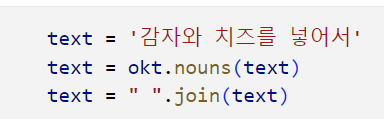 text = '감자와 치즈를 넣어서'
text = okt.nouns(text)
text = " ".join(text)